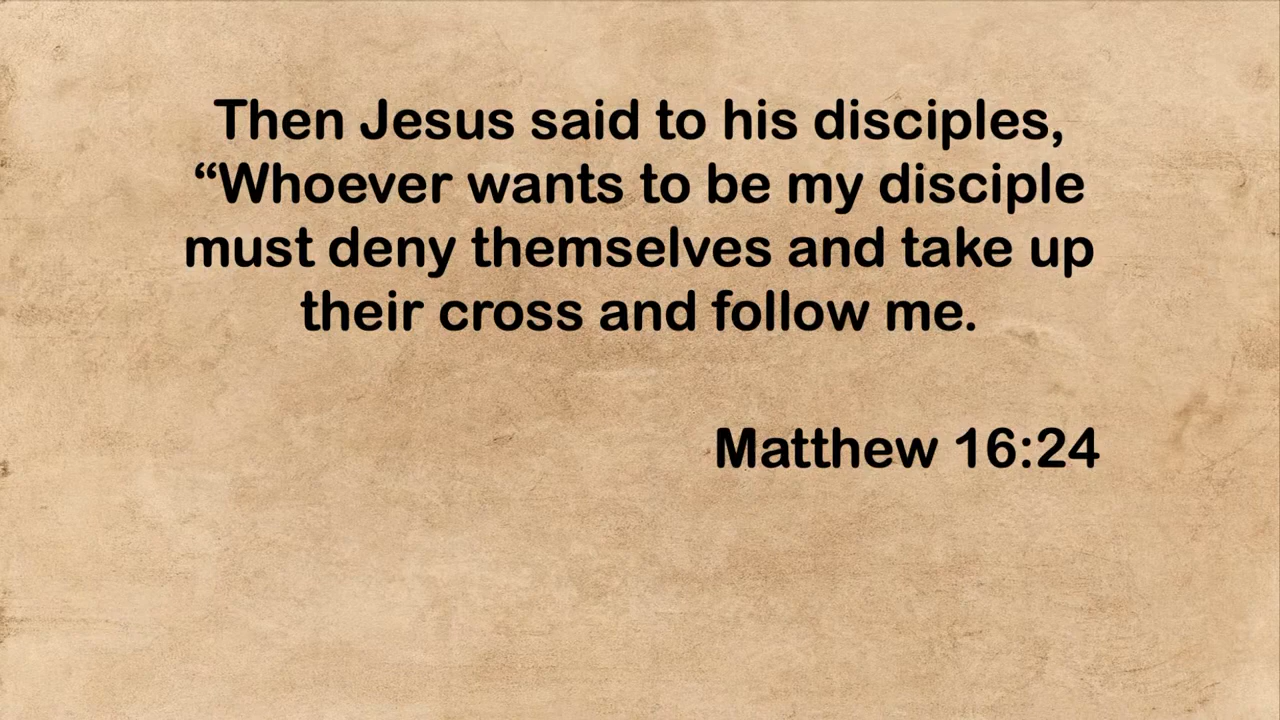 Then Jesus said to his disciples,
“Whoever wants to be my disciple
must deny themselves and take up
their cross and follow me.
Matthew 16:24